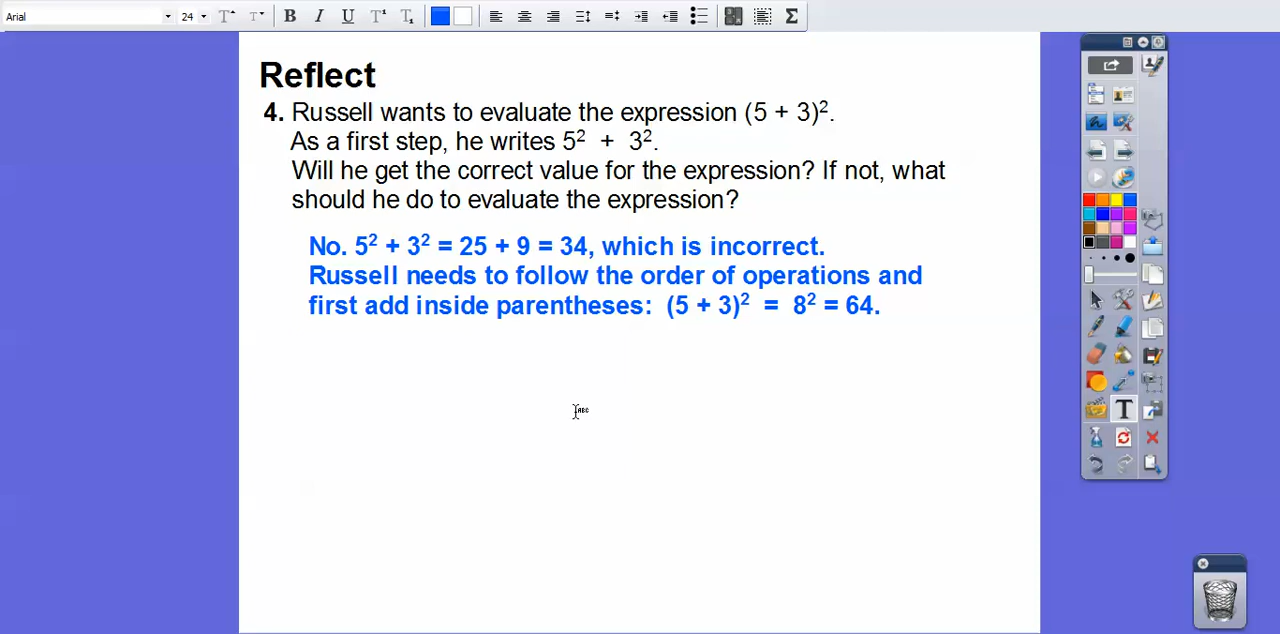 Arial 24 B I U T T
Reflect
4. Russell wants to evaluate the expression (5 + 3)².
As a first step, he writes 5² + 3².
Will he get the correct value for the expression? If not, what
should he do to evaluate the expression?
No. 5² + 3² = 25 + 9 = 34, which is incorrect.
Russell needs to follow the order of operations and
first add inside parentheses: (5 + 3)² = 8² = 64.